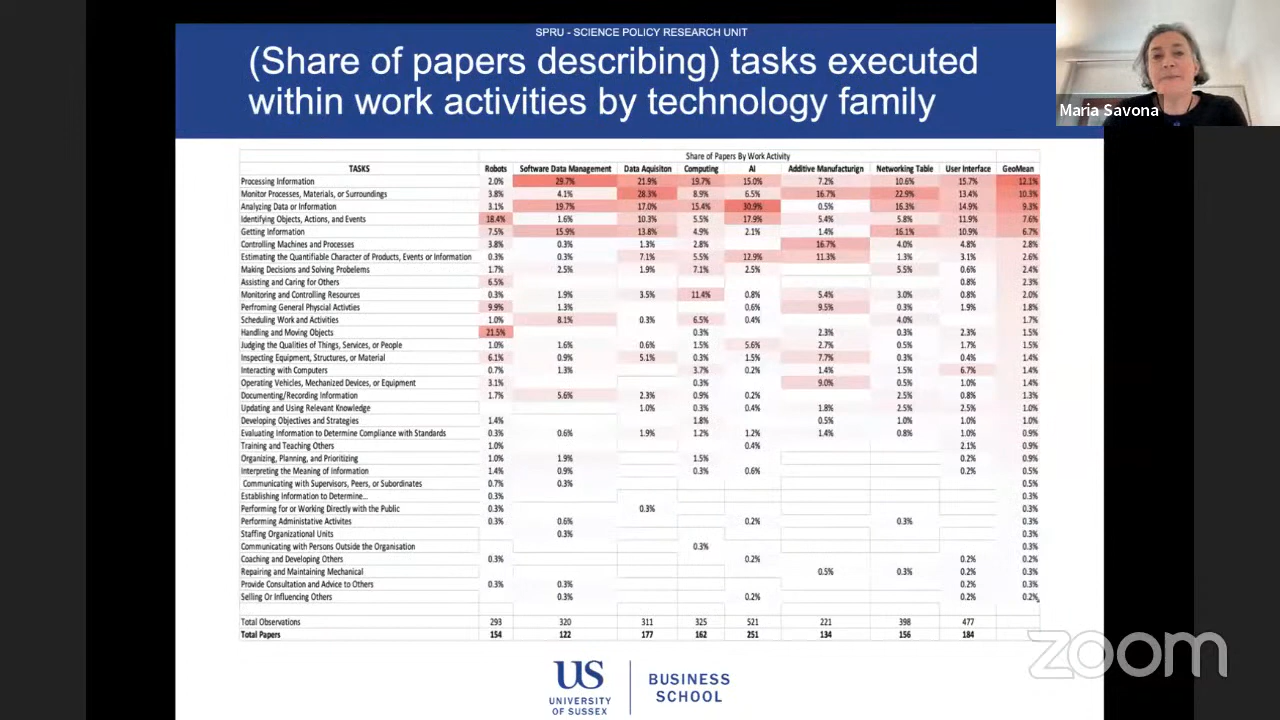 SPRU - SCIENCE POLICY RESEARCH UNIT
(Share of papers describing) tasks executed
within work activities by technology family
Maria Savona
Share of Papers By Work Activity
TASKS Robots Software Data Management Data Aquisiton Computing AI Additive Manufacturign Networking Table User Interface GeoMean
Processing Information 2.0% 29.7% 21.9% 19.7% 15.0% 7.2% 10.6% 15.7% 12.1%
Monitor Processes, Materials, or Surroundings 3.8% 4.1% 28.3% 8.9% 6.5% 16.7% 22.9% 13.4% 10.3%
Analyzing Data or Information 3.1% 19.7% 17.0% 15.4% 30.9% 0.5% 16.3% 14.9% 9.3%
Identifying Objects, Actions, and Events 18.4% 1.6% 10.3% 5.5% 17.9% 5.4% 5.8% 11.9% 7.6%
Getting Information 7.5% 15.9% 13.8% 4.9% 2.1% 1.4% 16.1% 10.9% 6.7%
Controlling Machines and Processes 3.8% 0.3% 1.3% 2.8% 16.7% 4.0% 4.8% 2.8%
Estimating the Quantifiable Character of Products, Events or Information 0.3% 0.3% 7.1% 5.5% 12.9% 11.3% 1.3% 3.1% 2.6%
Making Decisions and Solving Probelems 1.7% 2.5% 1.9% 7.1% 2.5% 5.5% 0.6% 2.4%
Assisting and Caring for Others 6.5% 0.8% 2.3%
Monitoring and Controlling Resources 0.3% 1.9% 3.5% 11.4% 0.8% 5.4% 3.0% 0.8% 2.0%
Perfroming General Physcial Activities 9.9% 1.3% 0.6% 9.5% 0.3% 1.9% 1.8%
Scheduling Work and Activities 1.0% 8.1% 0.3% 6.5% 0.4% 4.0% 1.7%
Handling and Moving Objects 21.5% 0.3% 2.3% 0.3% 2.3% 1.5%
Judging the Qualities of Things, Services, or People 1.0% 1.6% 0.6% 1.5% 5.6% 2.7% 0.5% 1.7% 1.5%
Inspecting Equipment, Structures, or Material 6.1% 0.9% 5.1% 0.3% 1.5% 7.7% 0.3% 0.4% 1.4%
Interacting with Computers 0.7% 1.3% 3.7% 0.2% 1.4% 1.5% 6.7% 1.4%
Operating Vehicles, Mechanized Devices, or Equipment 3.1% 0.3% 9.0% 0.5% 1.0% 1.4%
Documenting/Recording Information 1.7% 5.6% 2.3% 0.9% 0.2% 2.5% 0.8% 1.3%
Updating and Using Relevant Knowledge 1.0% 0.3% 0.4% 1.8% 2.5% 2.5% 1.0%
Developing Objectives and Strategies 1.4% 1.8% 0.5% 1.0% 1.0% 1.0%
Evaluating Information to Determine Compliance with Standards 0.3% 0.6% 1.9% 1.2% 1.2% 1.4% 0.8% 1.0% 0.9%
Training and Teaching Others 1.0% 0.4% 2.1% 0.9%
Organizing, Planning, and Prioritizing 1.0% 1.9% 1.5% 0.2% 0.9%
Interpreting the Meaning of Information 1.4% 0.9% 0.3% 0.6% 0.2% 0.5%
Communicating with Supervisors, Peers, or Subordinates 0.7% 0.3% 0.5%
Establishing Information to Determine... 0.3% 0.3%
Performing for or Working Directly with the Public 0.3% 0.3% 0.3%
Performing Administative Activites 0.3% 0.6% 0.2% 0.3% 0.3%
Staffing Organizational Units 0.3% 0.3%
Communicating with Persons Outside the Organisation 0.3% 0.3%
Coaching and Developing Others 0.3% 0.2% 0.2% 0.2%
Repairing and Maintaining Mechanical 0.5% 0.3% 0.2% 0.3%
Provide Consultation and Advice to Others 0.3% 0.3% 0.2% 0.3%
Selling Or Influencing Others 0.3% 0.2% 0.2% 0.2%
Total Observations 293 320 311 325 521 221 398 477
Total Papers 154 122 177 162 251 134 156 184
zoom
US
UNIVERSITY
OF SUSSEX
BUSINESS
SCHOOL